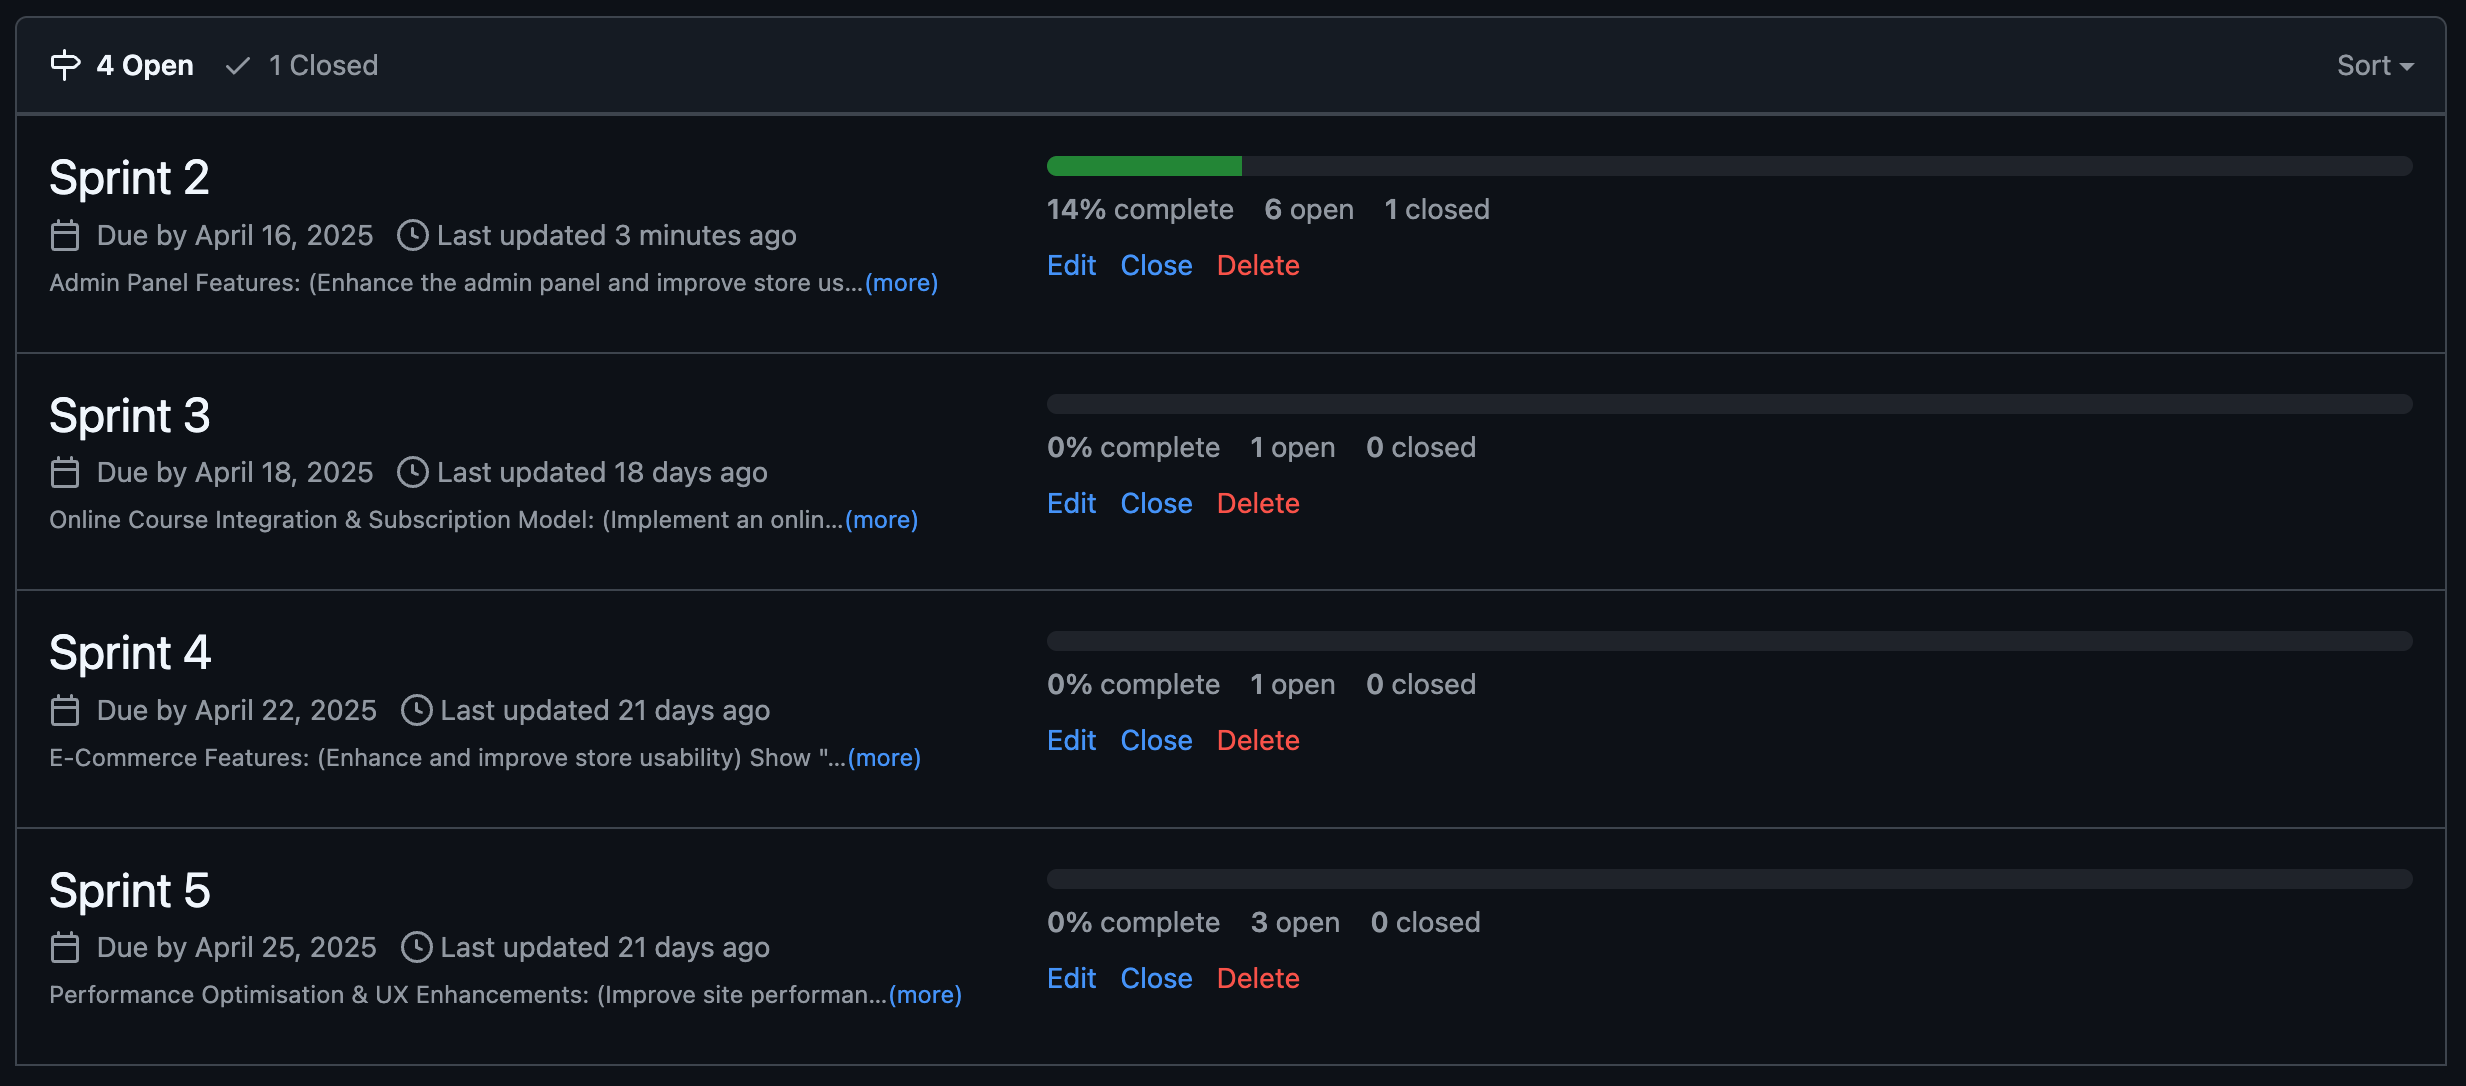 4 Open 1 Closed Sort
Sprint 2
Due by April 16, 2025 Last updated 3 minutes ago
Admin Panel Features: (Enhance the admin panel and improve store us...(more)
14% complete 6 open 1 closed
Edit Close Delete
Sprint 3
Due by April 18, 2025 Last updated 18 days ago
Online Course Integration & Subscription Model: (Implement an onlin...(more)
0% complete 1 open 0 closed
Edit Close Delete
Sprint 4
Due by April 22, 2025 Last updated 21 days ago
E-Commerce Features: (Enhance and improve store usability) Show "...(more)
0% complete 1 open 0 closed
Edit Close Delete
Sprint 5
Due by April 25, 2025 Last updated 21 days ago
Performance Optimisation & UX Enhancements: (Improve site performan...(more)
0% complete 3 open 0 closed
Edit Close Delete